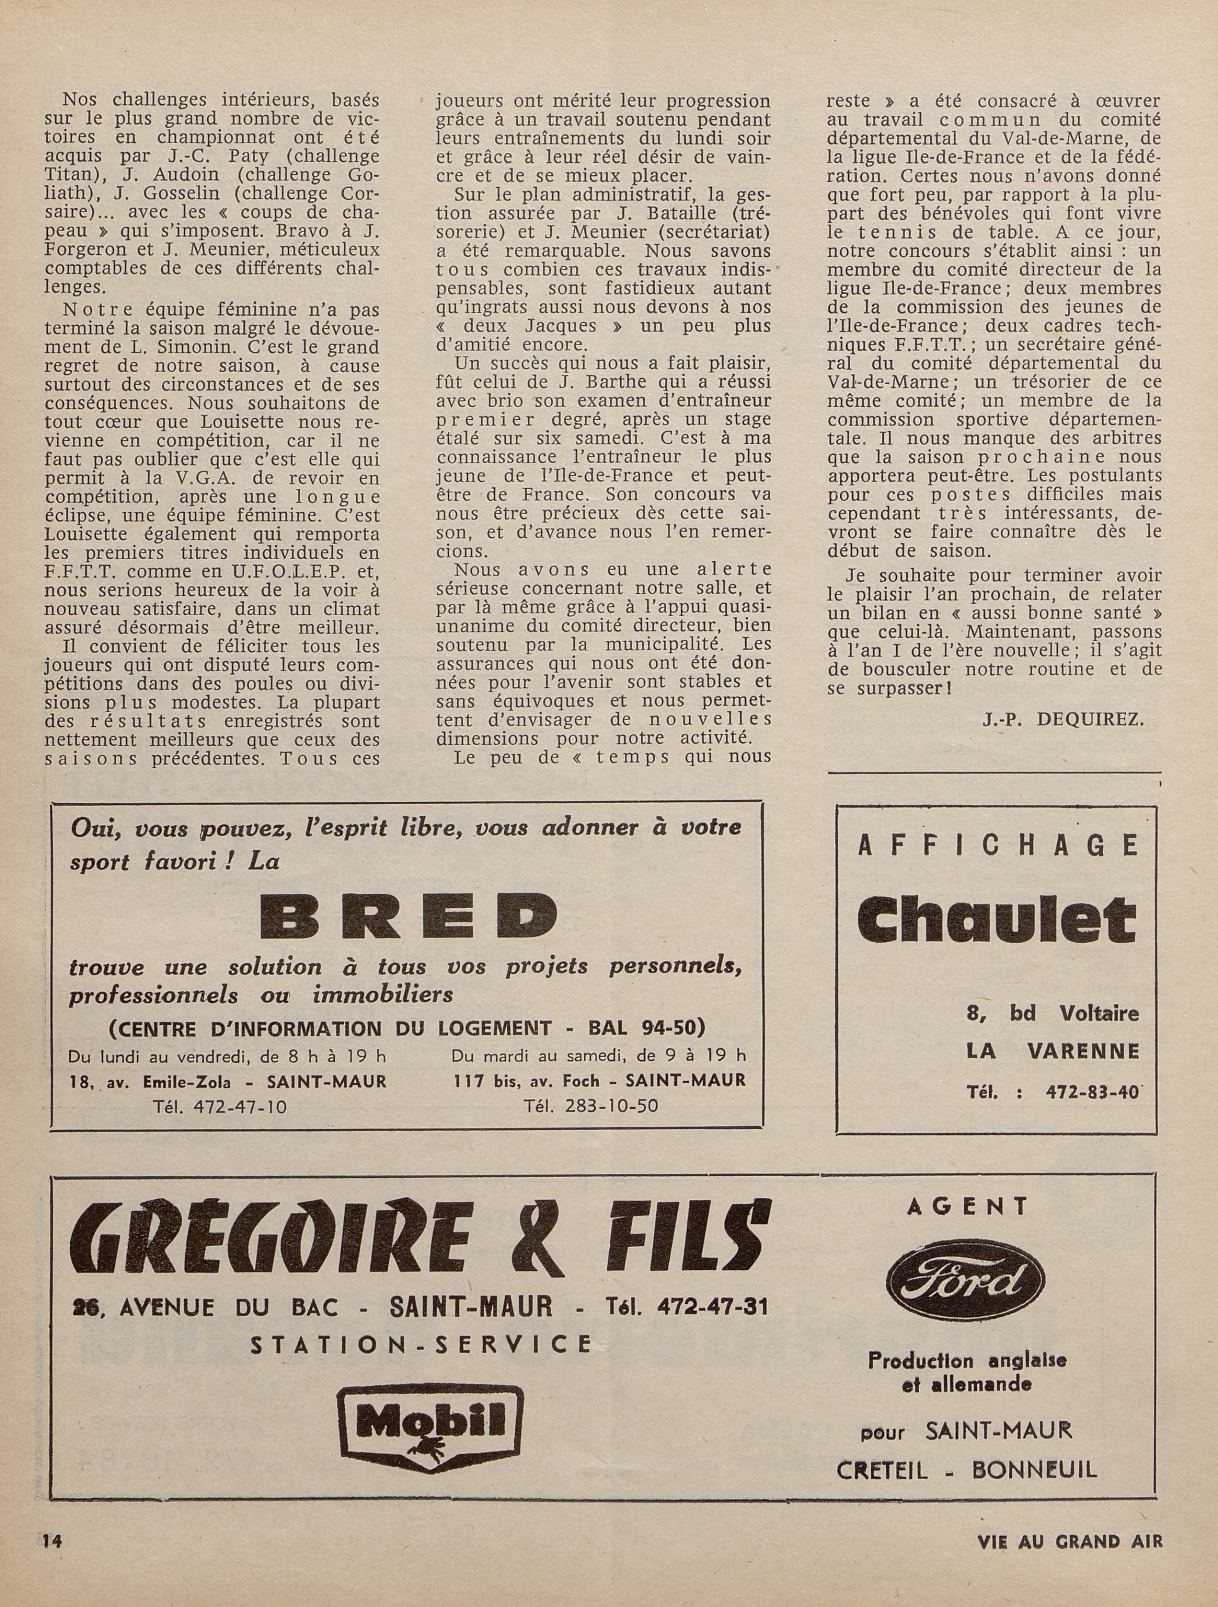 Nos challenges intérieurs, basés
sur le plus grand nombre de vic-
toires en championnat ont été
acquis par J.-C. Paty (challenge
Titan), J. Audoin (challenge Go-
liath), J. Gosselin (challenge Cor-
saire)... avec les « coups de cha-
peau » qui s'imposent. Bravo à J.
Forgeron et J. Meunier, méticuleux
comptables de ces différents chal-
lenges.
Notre équipe féminine n'a pas
terminé la saison malgré le dévoue-
ment de L. Simonin. C'est le grand
regret de notre saison, à cause
surtout des circonstances et de ses
conséquences. Nous souhaitons de
tout cœur que Louisette nous re-
vienne en compétition, car il ne
faut pas oublier que c'est elle qui
permit à la V.G.A. de revoir en
compétition, après une longue
éclipse, une équipe féminine. C'est
Louisette également qui remporta
les premiers titres individuels en
F.F.T.T. comme en U.F.O.L.E.P. et,
nous serions heureux de la voir à
nouveau satisfaire, dans un climat
assuré désormais d'être meilleur.
Il convient de féliciter tous les
joueurs qui ont disputé leurs com-
pétitions dans des poules ou divi-
sions plus modestes. La plupart
des résultats enregistrés sont
nettement meilleurs que ceux des
saisons précédentes. Tous ces
joueurs ont mérité leur progression
grâce à un travail soutenu pendant
leurs entraînements du lundi soir
et grâce à leur réel désir de vain-
cre et de se mieux placer.
Sur le plan administratif, la ges-
tion assurée par J. Bataille (tré-
sorerie) et J. Meunier (secrétariat)
a été remarquable. Nous savons
tous combien ces travaux indis-
pensables, sont fastidieux autant
qu'ingrats aussi nous devons à nos
« deux Jacques » un peu plus
d'amitié encore.
Un succès qui nous a fait plaisir,
fût celui de J. Barthe qui a réussi
avec brio son examen d'entraîneur
premier degré, après un stage
étalé sur six samedi. C'est à ma
connaissance l'entraîneur le plus
jeune de l'Ile-de-France et peut-
être de France. Son concours va
nous être précieux dès cette sai-
son, et d'avance nous l'en remer-
cions.
Nous avons eu une alerte
sérieuse concernant notre salle, et
par là même grâce à l'appui quasi-
unanime du comité directeur, bien
soutenu par la municipalité. Les
assurances qui nous ont été don-
nées pour l'avenir sont stables et
sans équivoques et nous permet-
tent d'envisager de nouvelles
dimensions pour notre activité.
Le peu de « temps qui nous
reste » a été consacré à œuvrer
au travail commun du comité
départemental du Val-de-Marne, de
la ligue Ile-de-France et de la fédé-
ration. Certes nous n'avons donné
que fort peu, par rapport à la plu-
part des bénévoles qui font vivre
le tennis de table. A ce jour,
notre concours s'établit ainsi : un
membre du comité directeur de la
ligue Ile-de-France ; deux membres
de la commission des jeunes de
l'Ile-de-France ; deux cadres tech-
niques F.F.T.T. ; un secrétaire géné-
ral du comité départemental du
Val-de-Marne ; un trésorier de ce
même comité ; un membre de la
commission sportive départemen-
tale. Il nous manque des arbitres
que la saison prochaine nous
apportera peut-être. Les postulants
pour ces postes difficiles mais
cependant très intéressants, de-
vront se faire connaître dès le
début de saison.
Je souhaite pour terminer avoir
le plaisir l'an prochain, de relater
un bilan en « aussi bonne santé »
que celui-là. Maintenant, passons
à l'an I de l'ère nouvelle ; il s'agit
de bousculer notre routine et de
se surpasser !
J.-P. DEQUIREZ.
Oui, vous pouvez, l'esprit libre, vous adonner à votre
sport favori ! La
BRED
trouve une solution à tous vos projets personnels,
professionnels ou immobiliers
(CENTRE D'INFORMATION DU LOGEMENT - BAL 94-50)
Du lundi au vendredi, de 8 h à 19 h
18, av. Emile-Zola - SAINT-MAUR
Tél. 472-47-10
Du mardi au samedi, de 9 à 19 h
117 bis, av. Foch - SAINT-MAUR
Tél. 283-10-50
AFFICHAGE
Chaulet
8, bd Voltaire
LA VARENNE
Tél. : 472-83-40
GRÉGOIRE & FILS
26, AVENUE DU BAC - SAINT-MAUR - Tél. 472-47-31
STATION-SERVICE
Mobil
AGENT
Ford
Production anglaise
et allemande
pour SAINT-MAUR
CRETEIL - BONNEUIL
14
VIE AU GRAND AIR